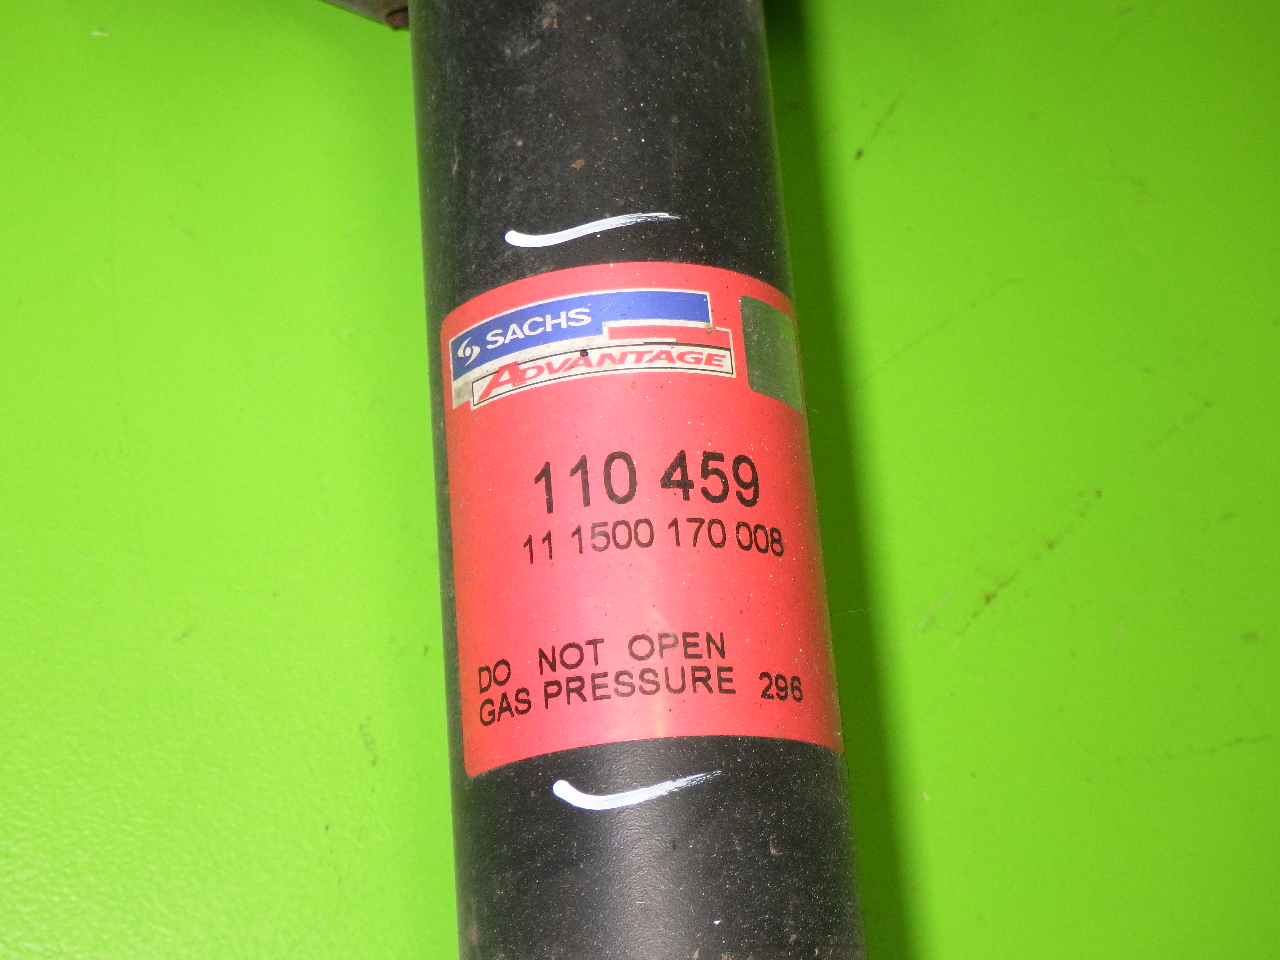 SACHS
ADVANTAGE
110 459
11 1500 170 008
DO NOT OPEN
GAS PRESSURE 296